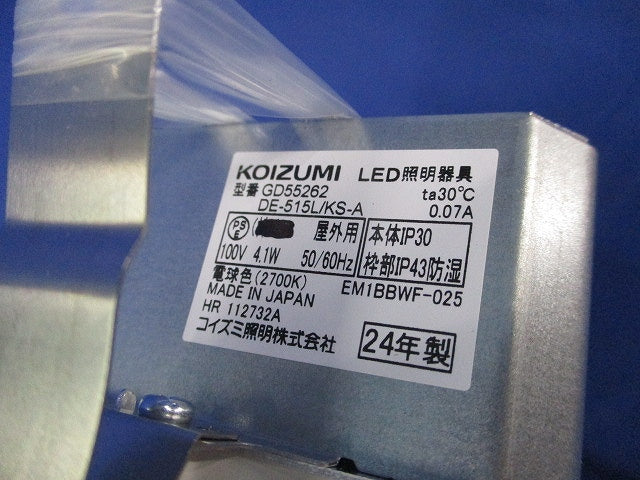 KOIZUMI LED照明器具
型番 GD55262 ta30℃
DE-515L/KS-A 0.07A
PSE 屋外用 本体IP30
100V 4.1W 50/60Hz 枠部IP43防湿
電球色(2700K) EM1BBWF-025
MADE IN JAPAN
HR 112732A
コイズミ照明株式会社 24年製